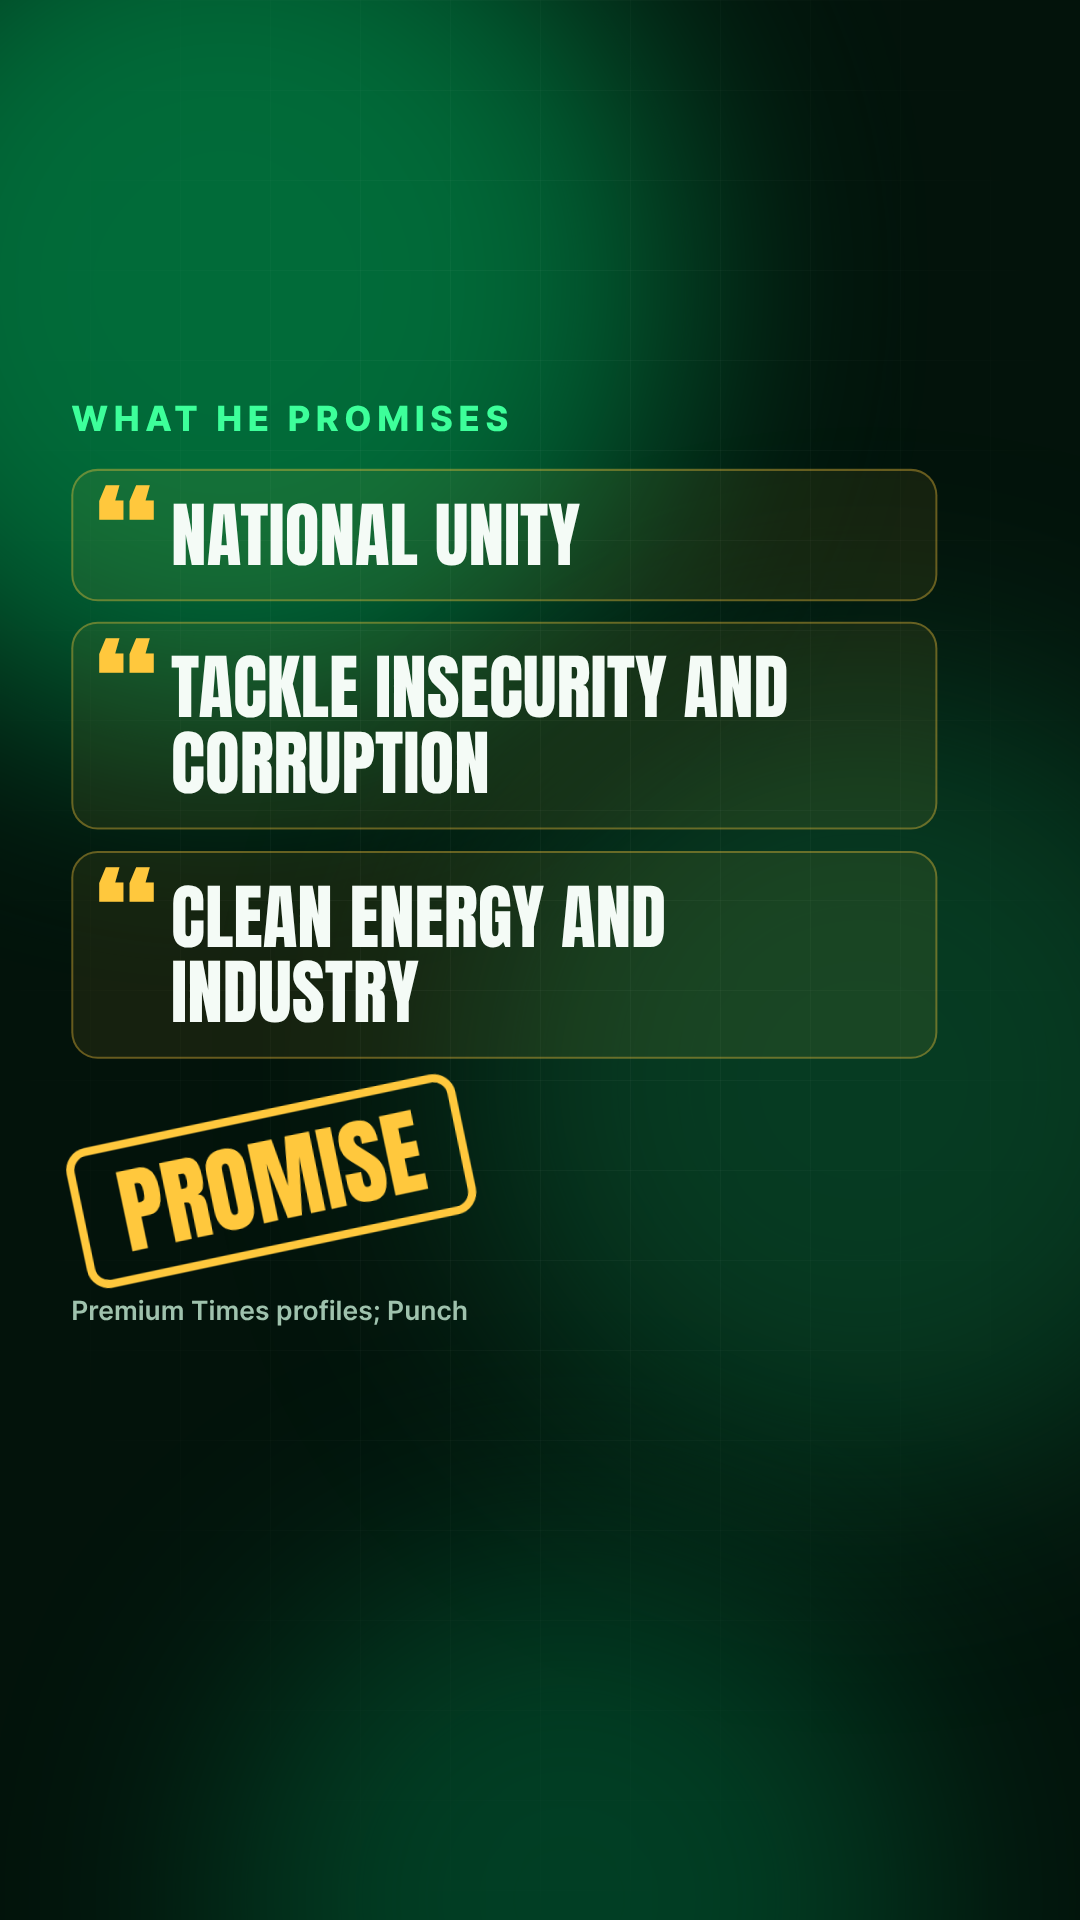 WHAT HE PROMISES
❝ NATIONAL UNITY
❝ TACKLE INSECURITY AND
CORRUPTION
❝ CLEAN ENERGY AND
INDUSTRY
PROMISE
Premium Times profiles; Punch